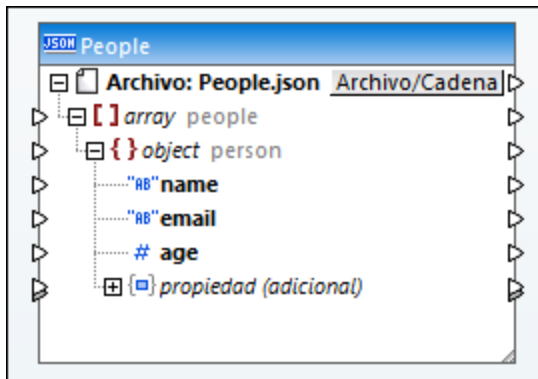 JSON People
Archivo: People.json Archivo/Cadena
[ ] array people
{ } object person
"AB" name
"AB" email
# age
{ } propiedad (adicional)